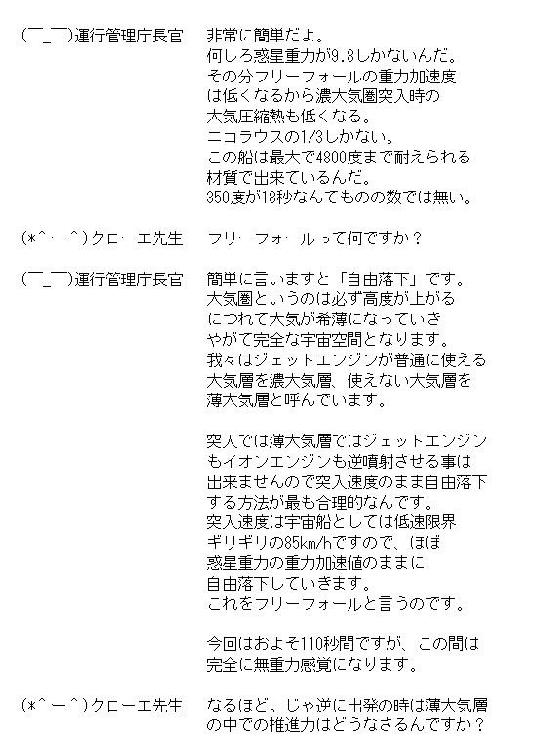 (￣_￣)運行管理庁長官　非常に簡単だよ。
何しろ惑星重力が9.3しかないんだ。
その分フリーフォールの重力加速度
は低くなるから濃大気圏突入時の
大気圧縮熱も低くなる。
ニコラウスの1/3しかない。
この船は最大で4800度まで耐えられる
材質で出来ているんだ。
350度が18秒なんてものの数では無い。
(*＾ー＾)クローエ先生　フリーフォールって何ですか？
(￣_￣)運行管理庁長官　簡単に言いますと「自由落下」です。
大気圏というのは必ず高度が上がる
につれて大気が希薄になっていき
やがて完全な宇宙空間となります。
我々はジェットエンジンが普通に使える
大気層を濃大気層、使えない大気層を
薄大気層と呼んでいます。
突入では薄大気層ではジェットエンジン
もイオンエンジンも逆噴射させる事は
出来ませんので突入速度のまま自由落下
する方法が最も合理的なんです。
突入速度は宇宙船としては低速限界
ギリギリの85km/hですので、ほぼ
惑星重力の重力加速値のままに
自由落下していきます。
これをフリーフォールと言うのです。
今回はおよそ110秒間ですが、この間は
完全に無重力感覚になります。
(*＾ー＾)クローエ先生　なるほど、じゃ逆に出発の時は薄大気層
の中での推進力はどうなさるんですか？